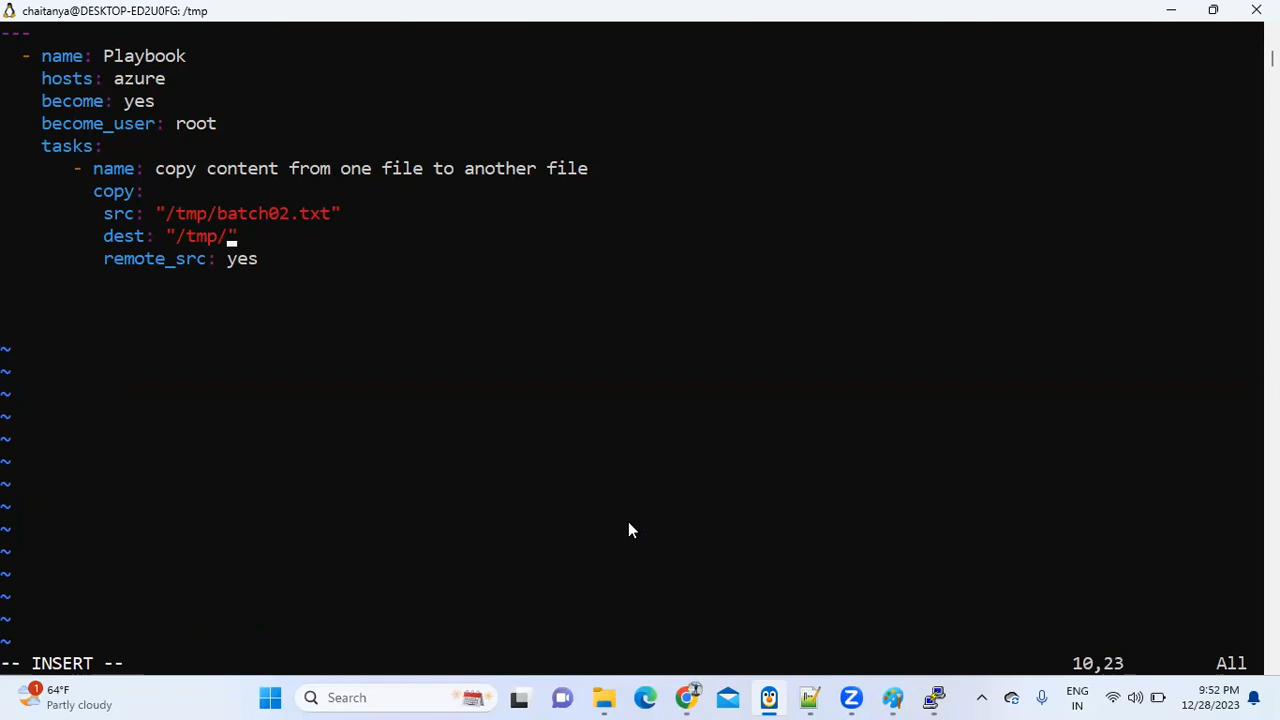 chaitanya@DESKTOP-ED2U0FG: /tmp
---
- name: Playbook
hosts: azure
become: yes
become_user: root
tasks:
- name: copy content from one file to another file
copy:
src: "/tmp/batch02.txt"
dest: "/tmp/"
remote_src: yes
~
~
~
~
~
~
~
~
~
~
~
~
~
~
-- INSERT --
10,23
All
1
64°F
Partly cloudy
Search
ENG
IN
9:52 PM
12/28/2023